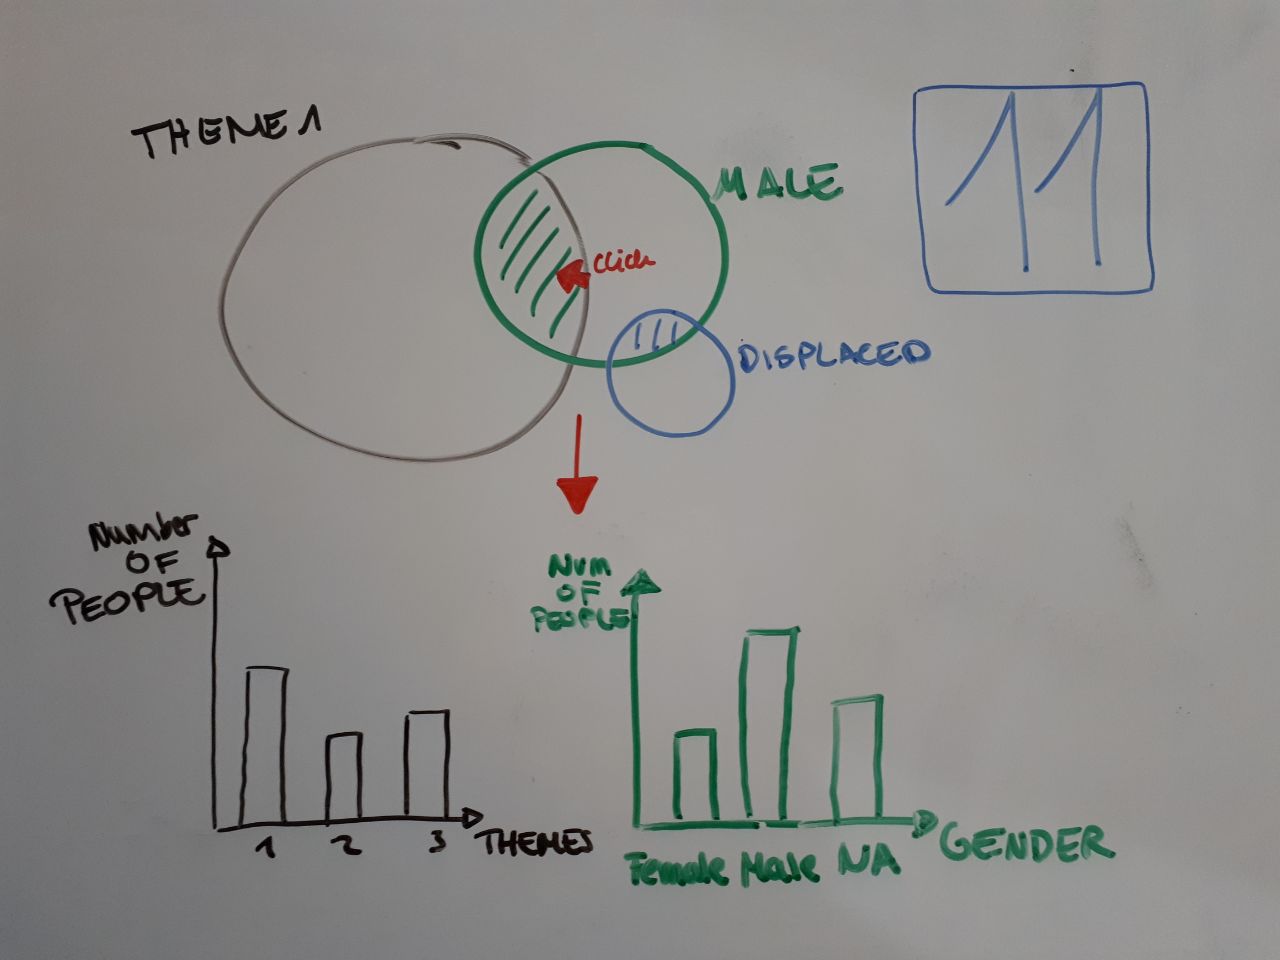 THEME 1
MALE
11
click
DISPLACED
Number
OF
PEOPLE
1 2 3 THEMES
NUM
OF
PEOPLE
Female Male NA GENDER